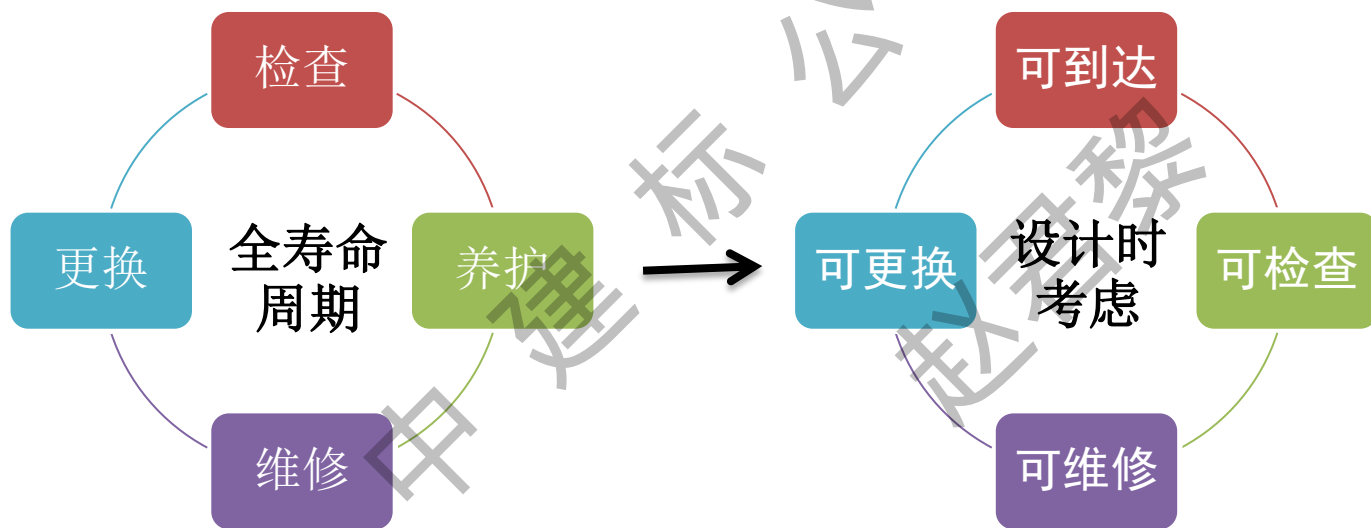 检查
更换
全寿命
周期
养护
维修
可到达
可更换
设计时
考虑
可检查
可维修
中建标公
赵君黎